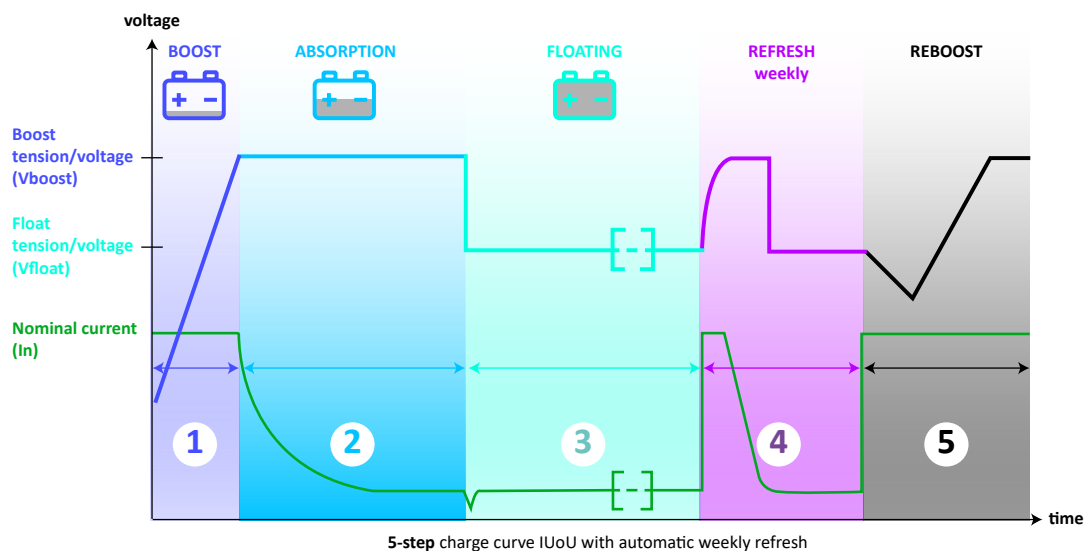 voltage
BOOST
ABSORPTION
FLOATING
REFRESH
weekly
REBOOST
+ −
+ −
+ −
Boost
tension/voltage
(Vboost)
Float
tension/voltage
(Vfloat)
Nominal current
(In)
1
2
3
4
5
time
5-step charge curve IUoU with automatic weekly refresh